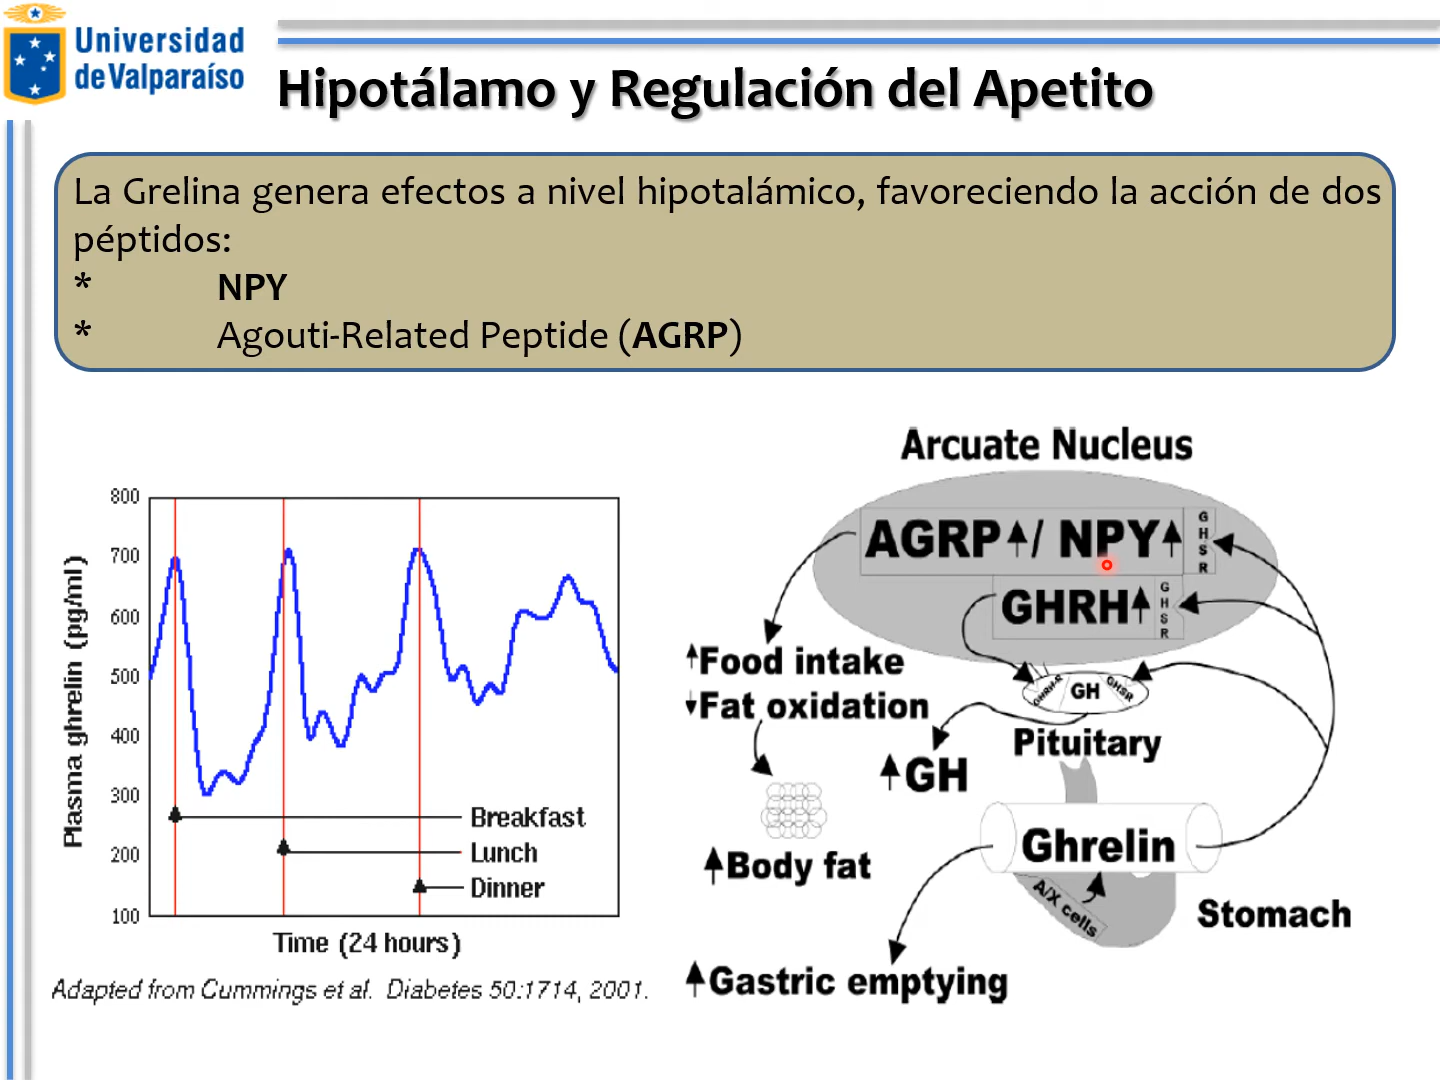 Universidad
de Valparaíso
Hipotálamo y Regulación del Apetito
La Grelina genera efectos a nivel hipotalámico, favoreciendo la acción de dos
péptidos:
* NPY
* Agouti-Related Peptide (AGRP)
Plasma ghrelin (pg/ml)
800
700
600
500
400
300
200
100
Breakfast
Lunch
Dinner
Time (24 hours)
Adapted from Cummings et al. Diabetes 50:1714, 2001.
Arcuate Nucleus
AGRP / NPY
GHSR
GHRH
GHSR
Food intake
Fat oxidation
GHRHR
GH
GHSR
Pituitary
GH
Body fat
Ghrelin
A/X cells
Stomach
Gastric emptying